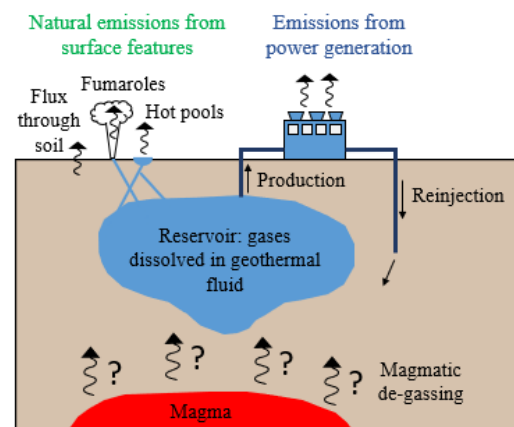 Natural emissions from
surface features
Emissions from
power generation
Fumaroles
Flux
through
soil
Hot pools
Production
Reinjection
Reservoir: gases
dissolved in geothermal
fluid
? ? ? ?
Magmatic
de-gassing
Magma